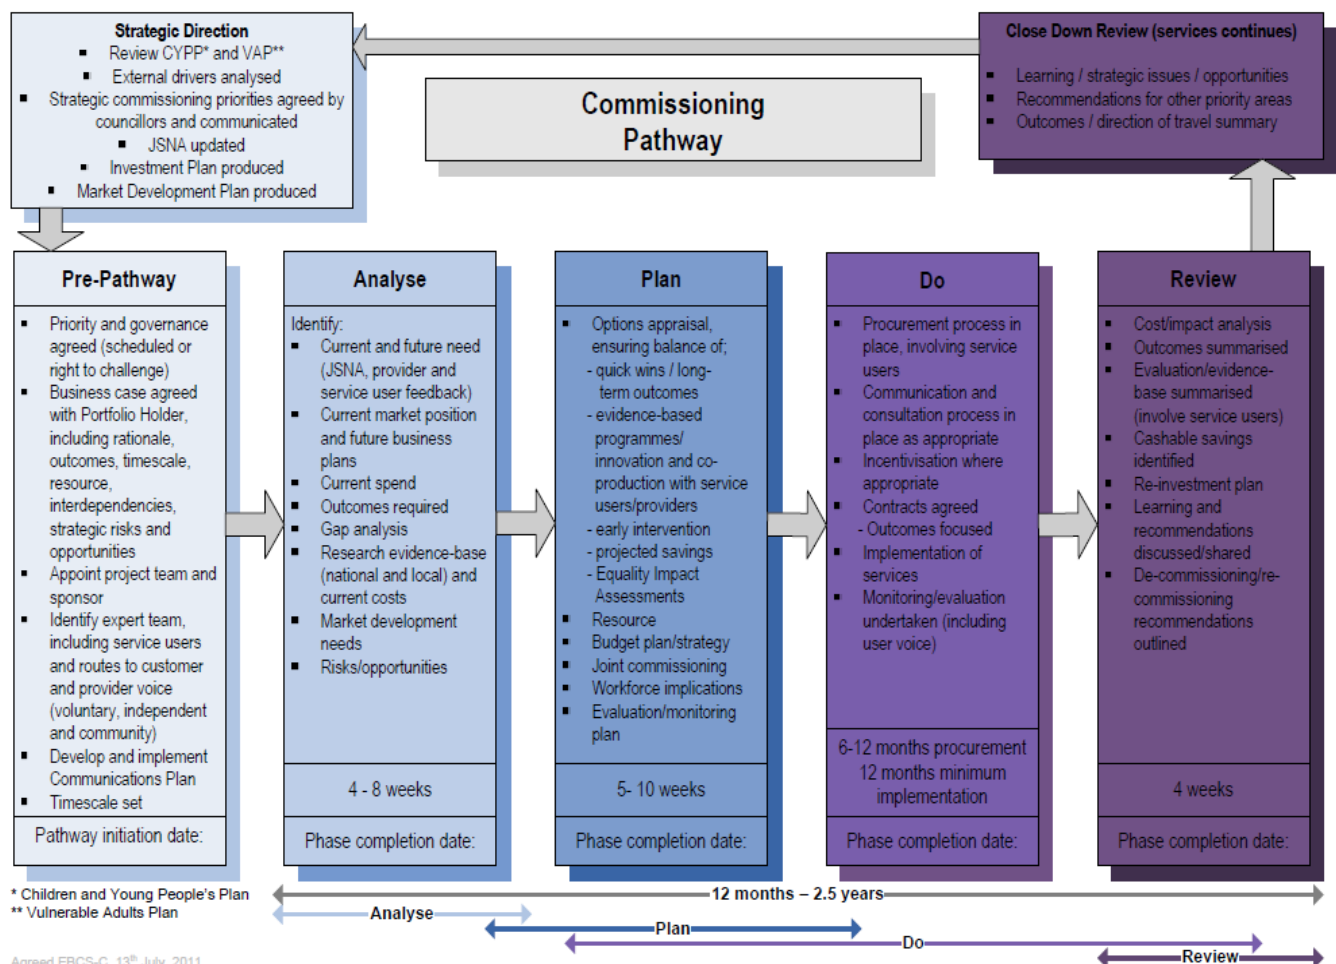 Strategic Direction
▪ Review CYPP* and VAP**
▪ External drivers analysed
▪ Strategic commissioning priorities agreed by
councillors and communicated
▪ JSNA updated
▪ Investment Plan produced
▪ Market Development Plan produced
Commissioning
Pathway
Close Down Review (services continues)
▪ Learning / strategic issues / opportunities
▪ Recommendations for other priority areas
▪ Outcomes / direction of travel summary
Pre-Pathway
▪ Priority and governance
agreed (scheduled or
right to challenge)
▪ Business case agreed
with Portfolio Holder,
including rationale,
outcomes, timescale,
resource,
interdependencies,
strategic risks and
opportunities
▪ Appoint project team and
sponsor
▪ Identify expert team,
including service users
and routes to customer
and provider voice
(voluntary, independent
and community)
▪ Develop and implement
Communications Plan
▪ Timescale set
Pathway initiation date:
Analyse
Identify:
▪ Current and future need
(JSNA, provider and
service user feedback)
▪ Current market position
and future business
plans
▪ Current spend
▪ Outcomes required
▪ Gap analysis
▪ Research evidence-base
(national and local) and
current costs
▪ Market development
needs
▪ Risks/opportunities
4 - 8 weeks
Phase completion date:
Plan
▪ Options appraisal,
ensuring balance of;
- quick wins / long-
term outcomes
- evidence-based
programmes/
innovation and co-
production with service
users/providers
- early intervention
- projected savings
- Equality Impact
Assessments
▪ Resource
▪ Budget plan/strategy
▪ Joint commissioning
▪ Workforce implications
▪ Evaluation/monitoring
plan
5- 10 weeks
Phase completion date:
Do
▪ Procurement process in
place, involving service
users
▪ Communication and
consultation process in
place as appropriate
▪ Incentivisation where
appropriate
▪ Contracts agreed
- Outcomes focused
▪ Implementation of
services
▪ Monitoring/evaluation
undertaken (including
user voice)
6-12 months procurement
12 months minimum
implementation
Phase completion date:
Review
▪ Cost/impact analysis
▪ Outcomes summarised
▪ Evaluation/evidence-
base summarised
(involve service users)
▪ Cashable savings
identified
▪ Re-investment plan
▪ Learning and
recommendations
discussed/shared
▪ De-commissioning/re-
commissioning
recommendations
outlined
4 weeks
Phase completion date:
* Children and Young People's Plan
** Vulnerable Adults Plan
12 months – 2.5 years
Analyse
Plan
Do
Review
Agreed 13th July, 2011